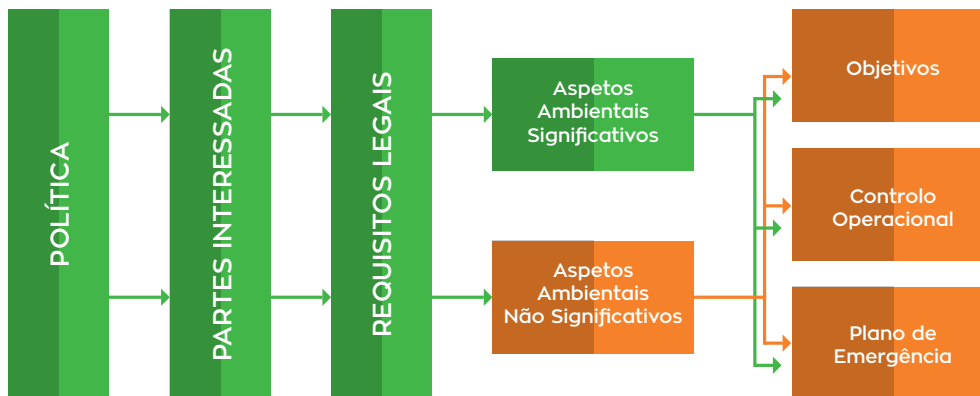 POLÍTICA
PARTES INTERESSADAS
REQUISITOS LEGAIS
Aspetos
Ambientais
Significativos
Aspetos
Ambientais
Não Significativos
Objetivos
Controlo
Operacional
Plano de
Emergência